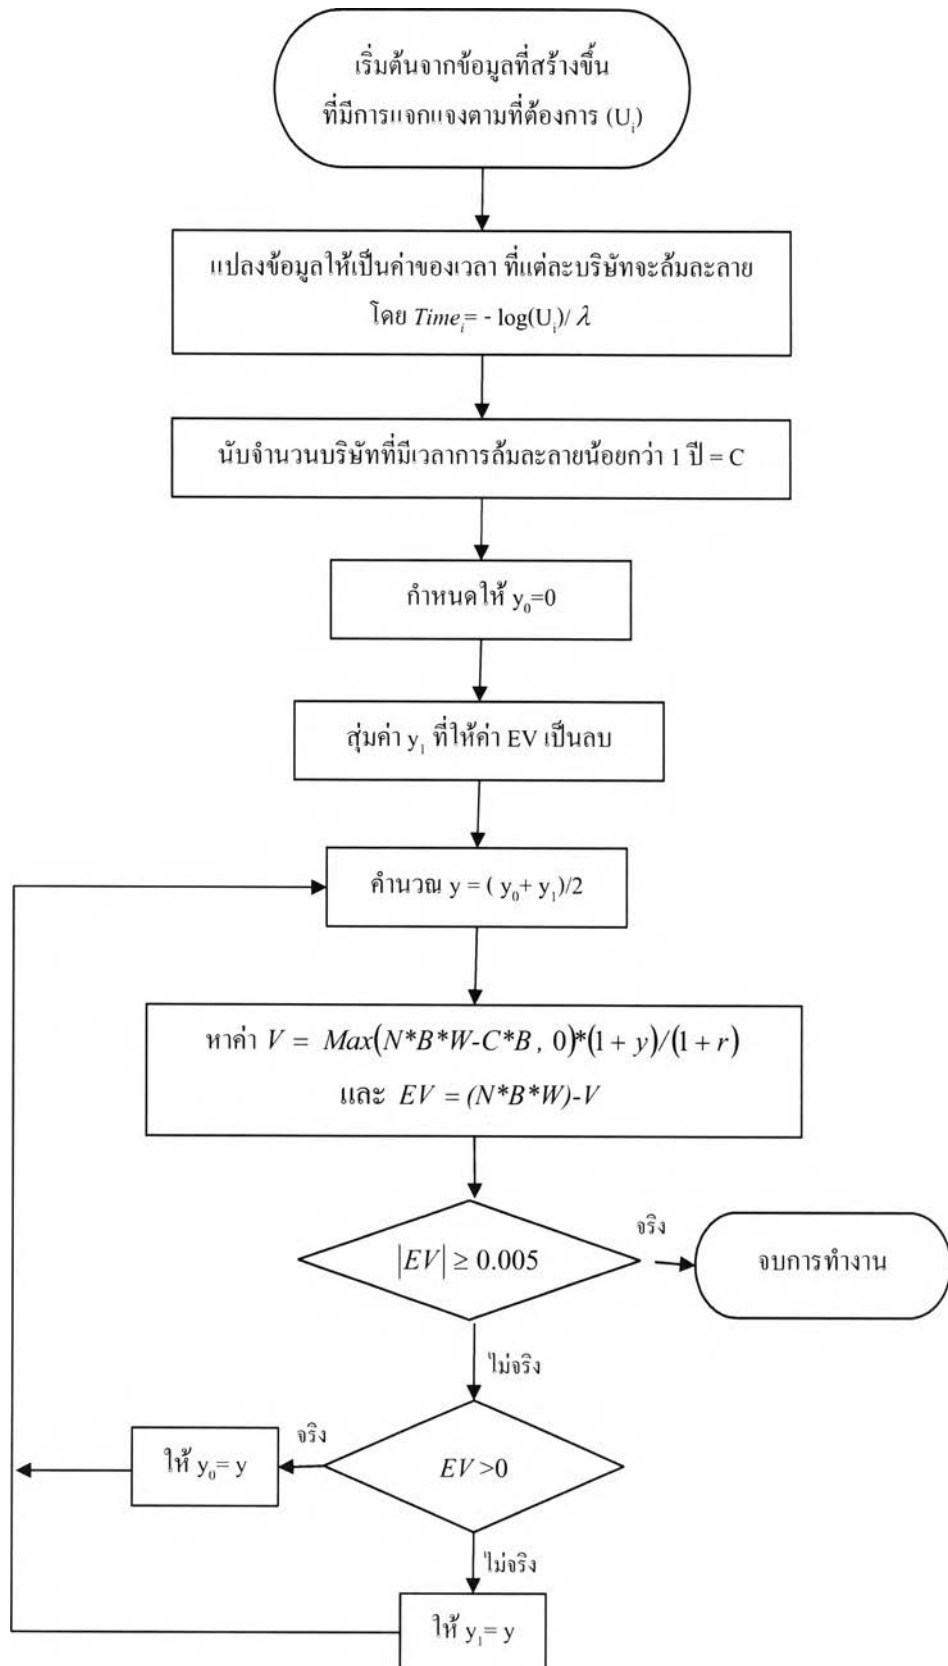 เริ่มต้นจากข้อมูลที่สร้างขึ้น
ที่มีการแจกแจงตามที่ต้องการ (Uᵢ)
แปลงข้อมูลให้เป็นค่าของเวลา ที่แต่ละบริษัทจะล้มละลาย
โดย Timeᵢ= - log(Uᵢ)/ λ
นับจำนวนบริษัทที่มีเวลาการล้มละลายน้อยกว่า 1 ปี = C
กำหนดให้ y₀=0
สุ่มค่า y₁ ที่ให้ค่า EV เป็นลบ
คำนวณ y = ( y₀+ y₁)/2
หาค่า V = Max(N*B*W-C*B , 0)*(1 + y)/(1 + r)
และ EV = (N*B*W)-V
|EV| ≥ 0.005
จริง
จบการทำงาน
ไม่จริง
EV >0
จริง
ให้ y₀= y
ไม่จริง
ให้ y₁= y